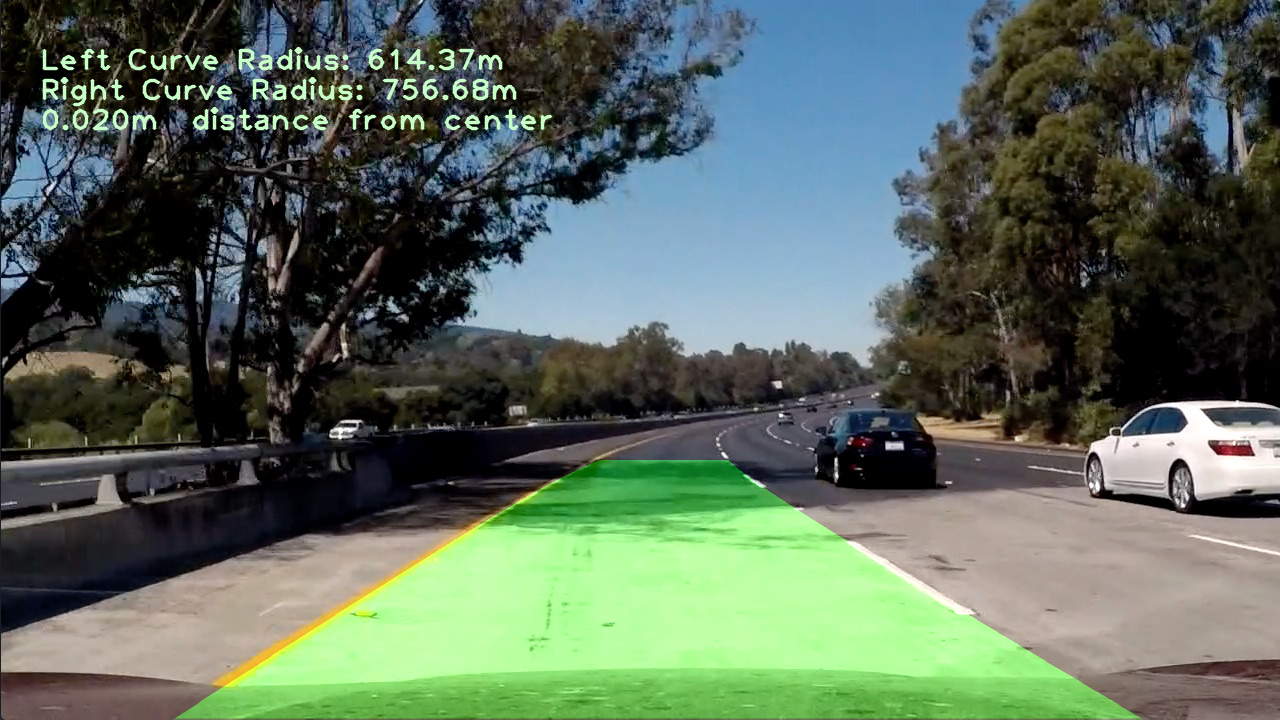 Left Curve Radius: 614.37m
Right Curve Radius: 756.68m
0.020m distance from center